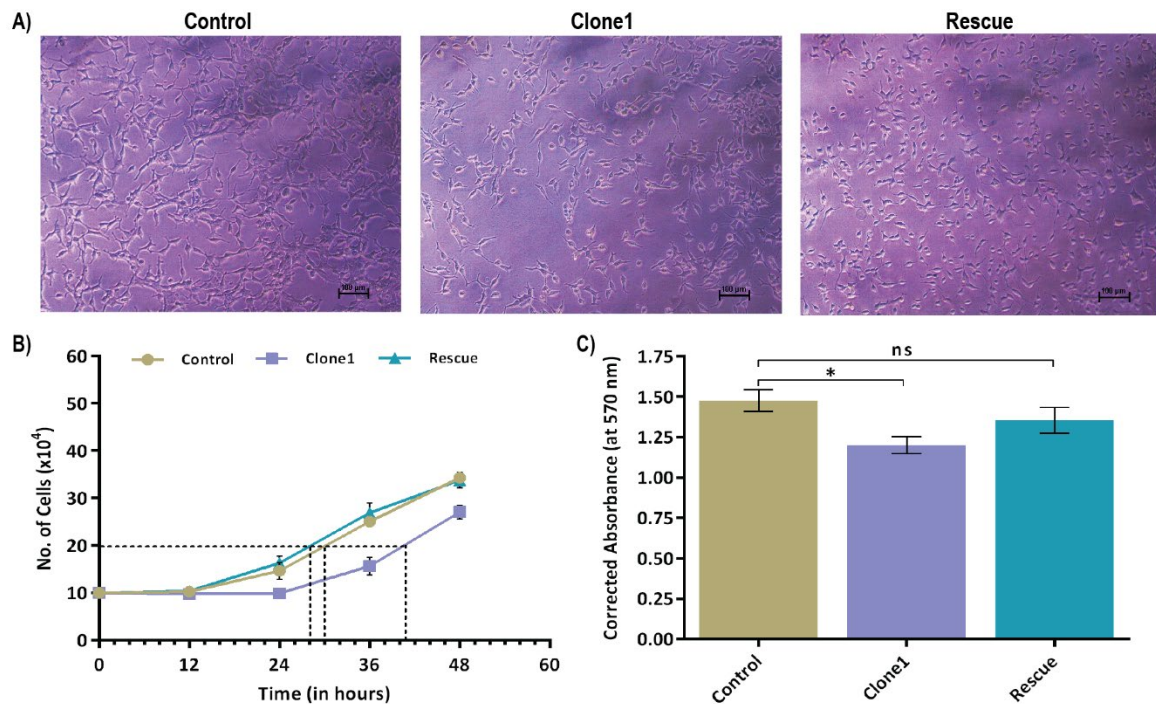 A)
Control
Clone1
Rescue
100 µm
100 µm
100 µm
B)
Control
Clone1
Rescue
No. of Cells (x10⁴)
60
50
40
30
20
10
0
0
12
24
36
48
60
Time (in hours)
C)
ns
*
Corrected Absorbance (at 570 nm)
1.75
1.50
1.25
1.00
0.75
0.50
0.25
0.00
Control
Clone1
Rescue